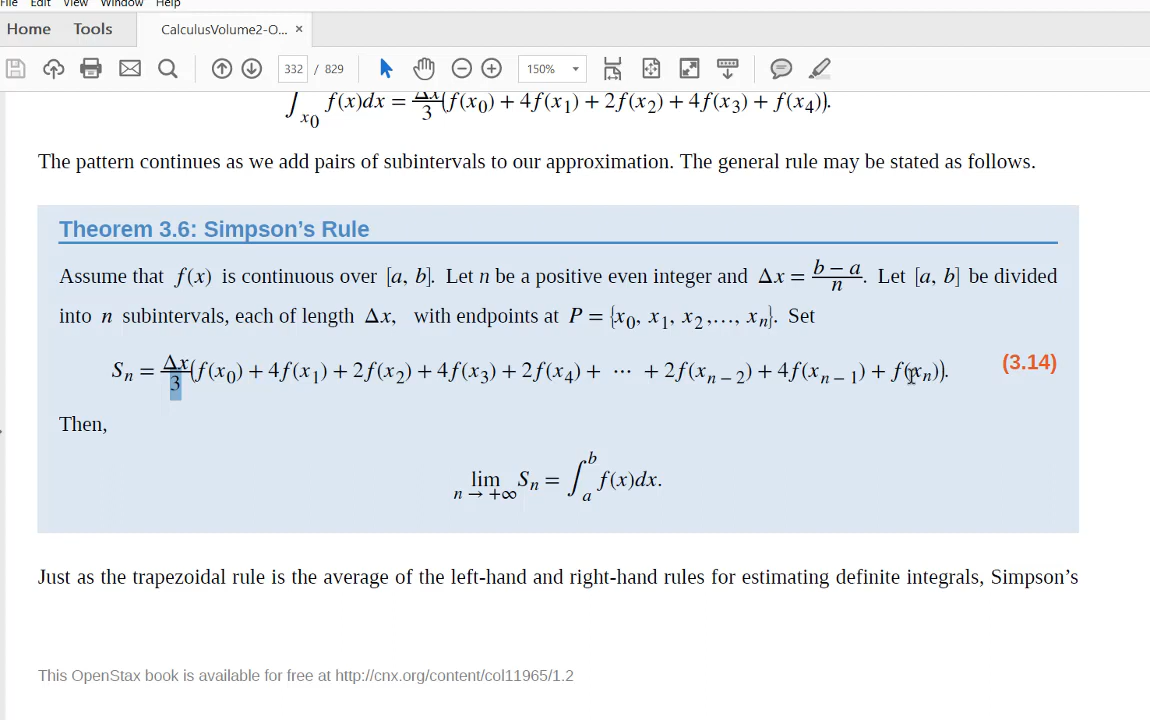 File Edit View Window Help
Home Tools CalculusVolume2-O... ×
332 / 829 150%
∫x₀ f(x)dx = Δx/3 (f(x₀) + 4f(x₁) + 2f(x₂) + 4f(x₃) + f(x₄)).
The pattern continues as we add pairs of subintervals to our approximation. The general rule may be stated as follows.
Theorem 3.6: Simpson’s Rule
Assume that f(x) is continuous over [a, b]. Let n be a positive even integer and Δx = (b − a)/n. Let [a, b] be divided
into n subintervals, each of length Δx, with endpoints at P = {x₀, x₁, x₂,…, xₙ}. Set
Sₙ = Δx/3 (f(x₀) + 4f(x₁) + 2f(x₂) + 4f(x₃) + 2f(x₄) + ⋯ + 2f(xₙ₋₂) + 4f(xₙ₋₁) + f(xₙ)). (3.14)
Then,
lim n → +∞ Sₙ = ∫ₐᵇ f(x)dx.
Just as the trapezoidal rule is the average of the left-hand and right-hand rules for estimating definite integrals, Simpson’s
This OpenStax book is available for free at http://cnx.org/content/col11965/1.2